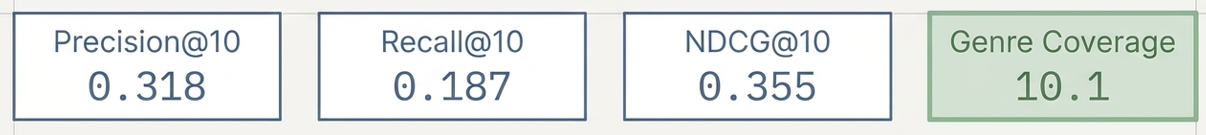 Precision@10
0.318
Recall@10
0.187
NDCG@10
0.355
Genre Coverage
10.1